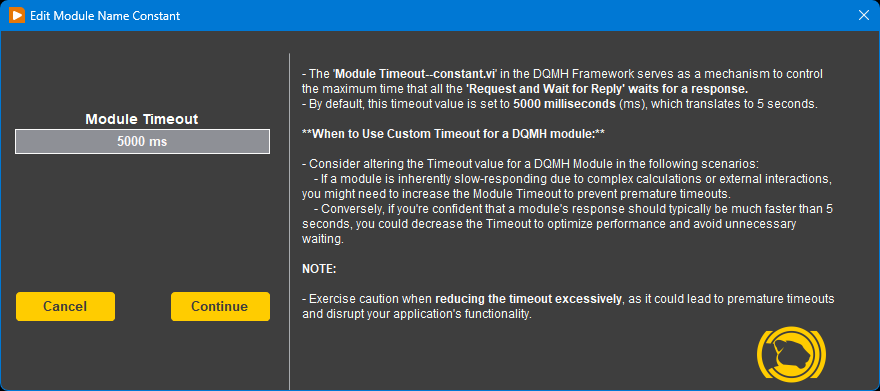 Edit Module Name Constant
Module Timeout
5000 ms
Cancel
Continue
- The 'Module Timeout--constant.vi' in the DQMH Framework serves as a mechanism to control
the maximum time that all the 'Request and Wait for Reply' waits for a response.
- By default, this timeout value is set to 5000 milliseconds (ms), which translates to 5 seconds.
**When to Use Custom Timeout for a DQMH module:**
- Consider altering the Timeout value for a DQMH Module in the following scenarios:
- If a module is inherently slow-responding due to complex calculations or external interactions,
you might need to increase the Module Timeout to prevent premature timeouts.
- Conversely, if you're confident that a module's response should typically be much faster than 5
seconds, you could decrease the Timeout to optimize performance and avoid unnecessary
waiting.
NOTE:
- Exercise caution when reducing the timeout excessively, as it could lead to premature timeouts
and disrupt your application's functionality.